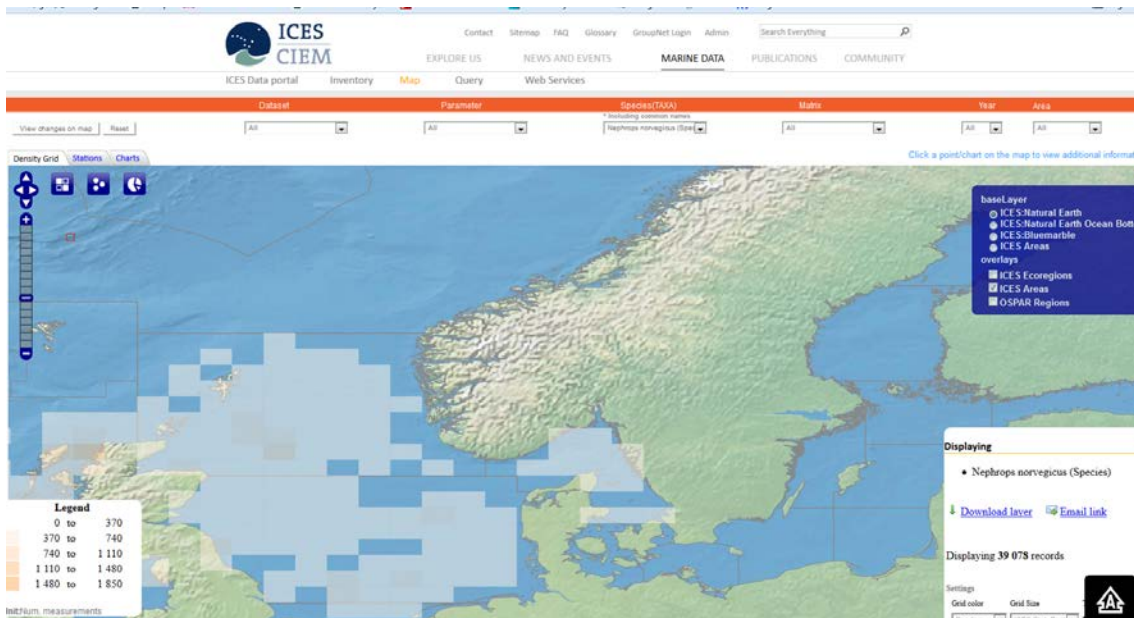 ICES
CIEM
Contact Sitemap FAQ Glossary GroupNet Login Admin
Search Everything
EXPLORE US NEWS AND EVENTS MARINE DATA PUBLICATIONS COMMUNITY
ICES Data portal Inventory Map Query Web Services
Dataset Parameter Species(TAXA) Matrix Year Area
* Including common names
View changes on map Reset All All Nephrops norvegicus (Spe All All All
Density Grid Stations Charts
Click a point/chart on the map to view additional informat
baseLayer
ICES:Natural Earth
ICES:Natural Earth Ocean Bott
ICES:Bluemarble
ICES Areas
overlays
ICES Ecoregions
ICES Areas
OSPAR Regions
Displaying
Nephrops norvegicus (Species)
Download layer Email link
Displaying 39 078 records
Settings
Grid color Grid Size
Legend
0 to 370
370 to 740
740 to 1 110
1 110 to 1 480
1 480 to 1 850
Num. measurements